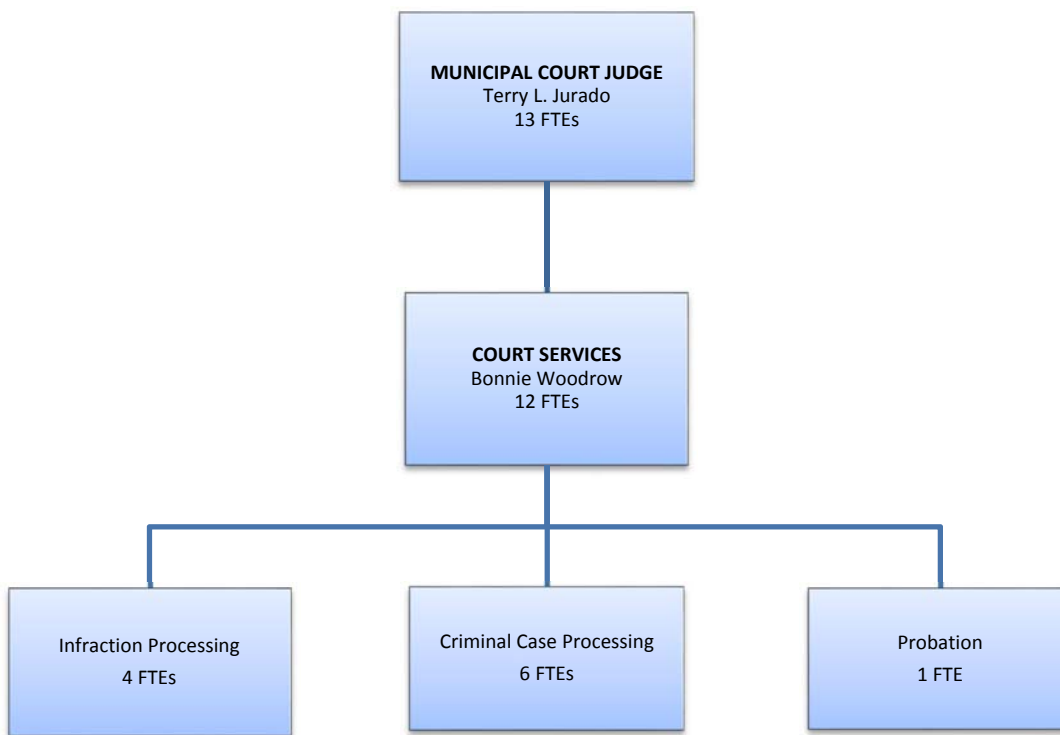 MUNICIPAL COURT JUDGE
Terry L. Jurado
13 FTEs
COURT SERVICES
Bonnie Woodrow
12 FTEs
Infraction Processing
4 FTEs
Criminal Case Processing
6 FTEs
Probation
1 FTE